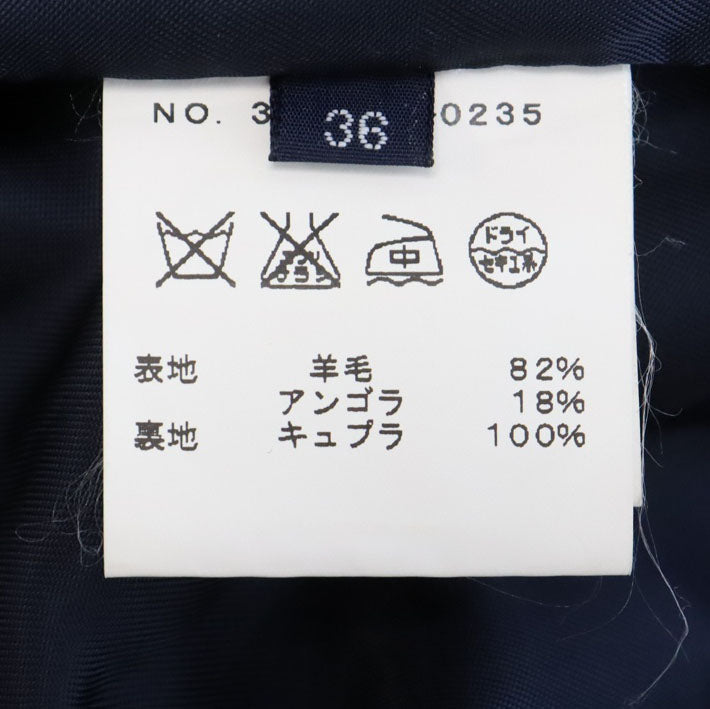 NO. 3 0235
36
中
ドライ
セキユ系
表地 羊毛 82%
アンゴラ 18%
裏地 キュプラ 100%